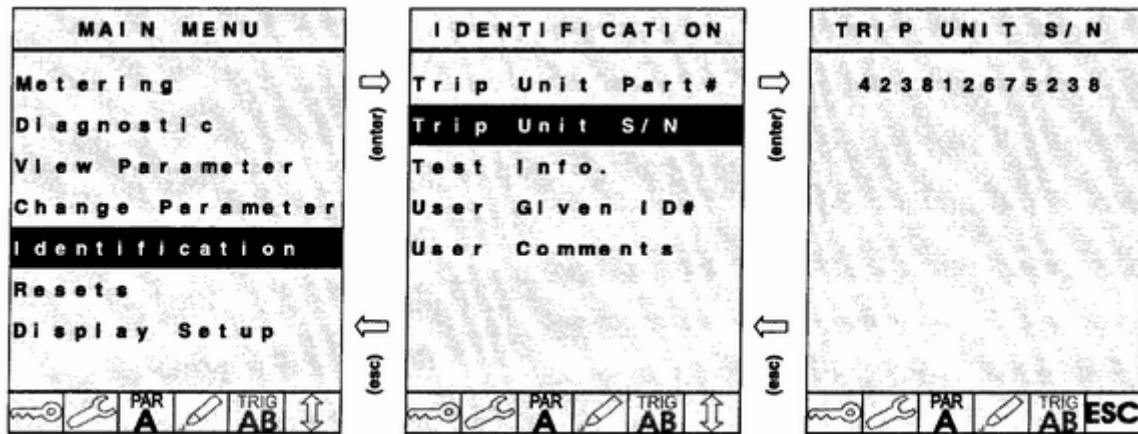 MAIN MENU
Metering
Diagnostic
View Parameter
Change Parameter
Identification
Resets
Display Setup
PAR
A
TRIG
AB
(enter)
(esc)
IDENTIFICATION
Trip Unit Part#
Trip Unit S/N
Test Info.
User Given ID#
User Comments
PAR
A
TRIG
AB
(enter)
(esc)
TRIP UNIT S/N
423812675238
PAR
A
TRIG
AB
ESC